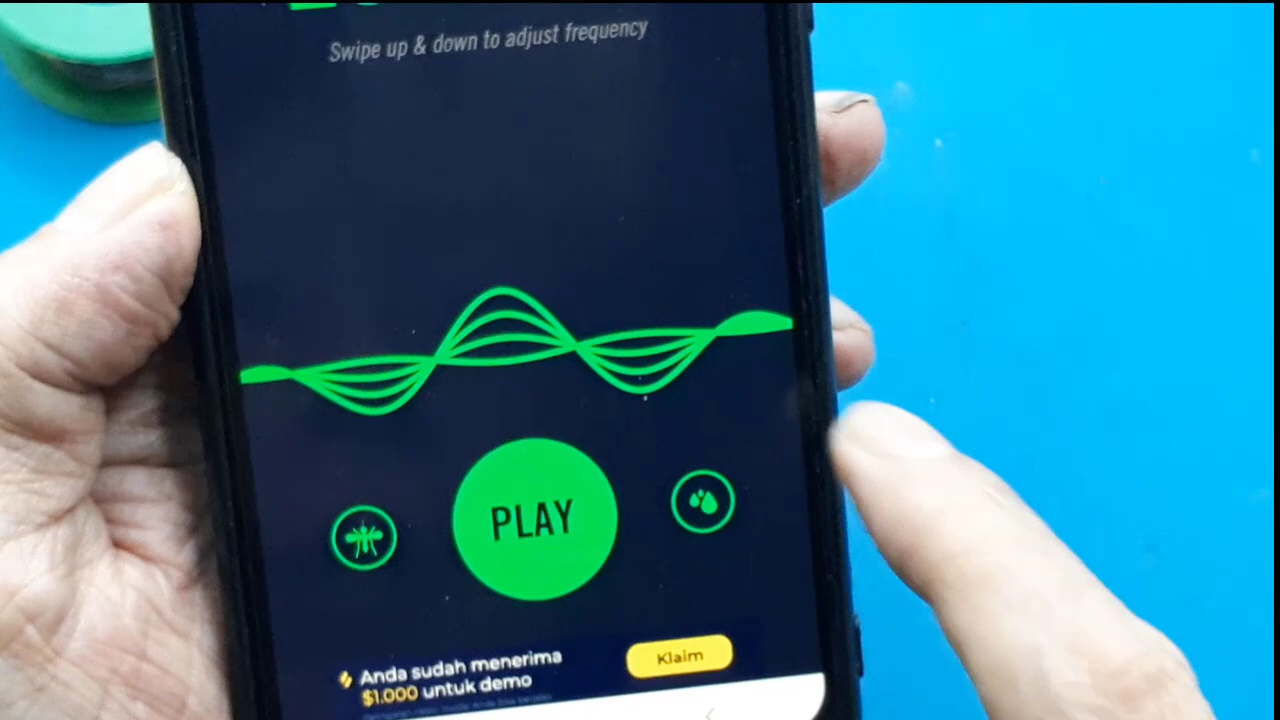 Swipe up & down to adjust frequency
PLAY
Anda sudah menerima
Klaim
$1.000 untuk demo